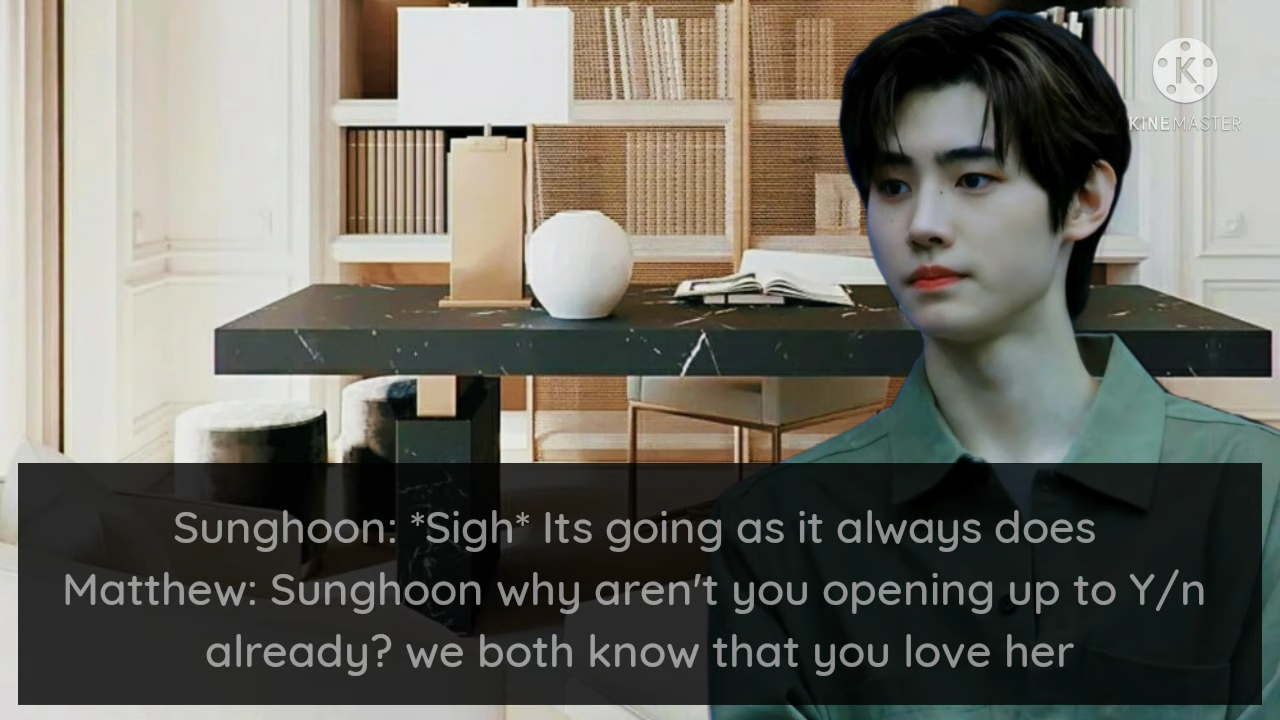 K
KINEMASTER
Sunghoon: *Sigh* Its going as it always does
Matthew: Sunghoon why aren't you opening up to Y/n
already? we both know that you love her